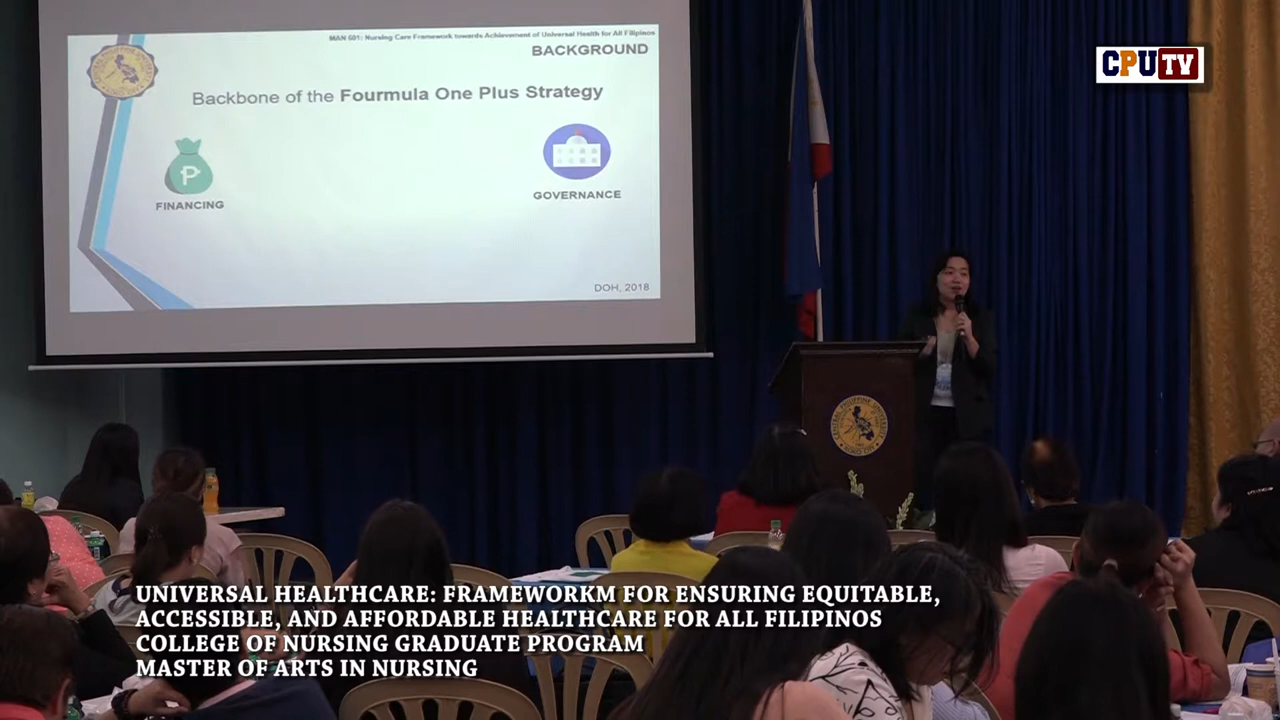 MAN 601: Nursing Care Framework towards Achievement of Universal Health for All Filipinos
BACKGROUND
Backbone of the Fourmula One Plus Strategy
FINANCING
GOVERNANCE
DOH, 2018
CPUTV
UNIVERSAL HEALTHCARE: FRAMEWORKM FOR ENSURING EQUITABLE,
ACCESSIBLE, AND AFFORDABLE HEALTHCARE FOR ALL FILIPINOS
COLLEGE OF NURSING GRADUATE PROGRAM
MASTER OF ARTS IN NURSING